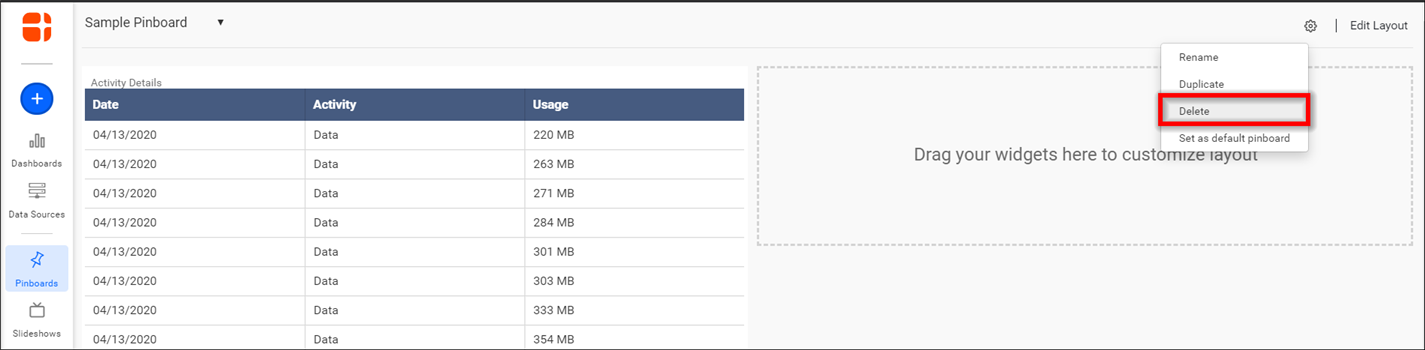 Sample Pinboard
Edit Layout
Rename
Duplicate
Delete
Set as default pinboard
Dashboards
Data Sources
Pinboards
Slideshows
Activity Details
Date Activity Usage
04/13/2020 Data 220 MB
04/13/2020 Data 263 MB
04/13/2020 Data 271 MB
04/13/2020 Data 284 MB
04/13/2020 Data 301 MB
04/13/2020 Data 303 MB
04/13/2020 Data 333 MB
04/13/2020 Data 354 MB
Drag your widgets here to customize layout